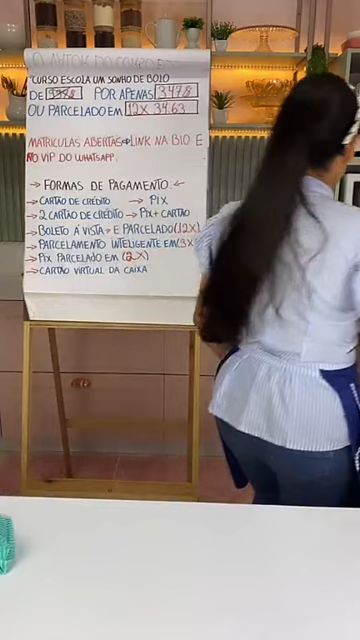 CURSO ESCOLA UM SONHO DE BOLO
DE POR APENAS 347,8
OU PARCELADO EM 12X 34.63
MATRICULAS ABERTAS LINK NA BIO E
NO VIP DO WHATSAPP.
→ FORMAS DE PAGAMENTO: ←
→ CARTÃO DE CRÉDITO → PIX
→ 2 CARTÃO DE CRÉDITO → PIX + CARTÃO
→ BOLETO Á VISTA E PARCELADO (12X)
→ PARCELAMENTO INTELIGENTE EM (3X
→ PIX PARCELADO EM (2X)
→ CARTÃO VIRTUAL DA CAIXA